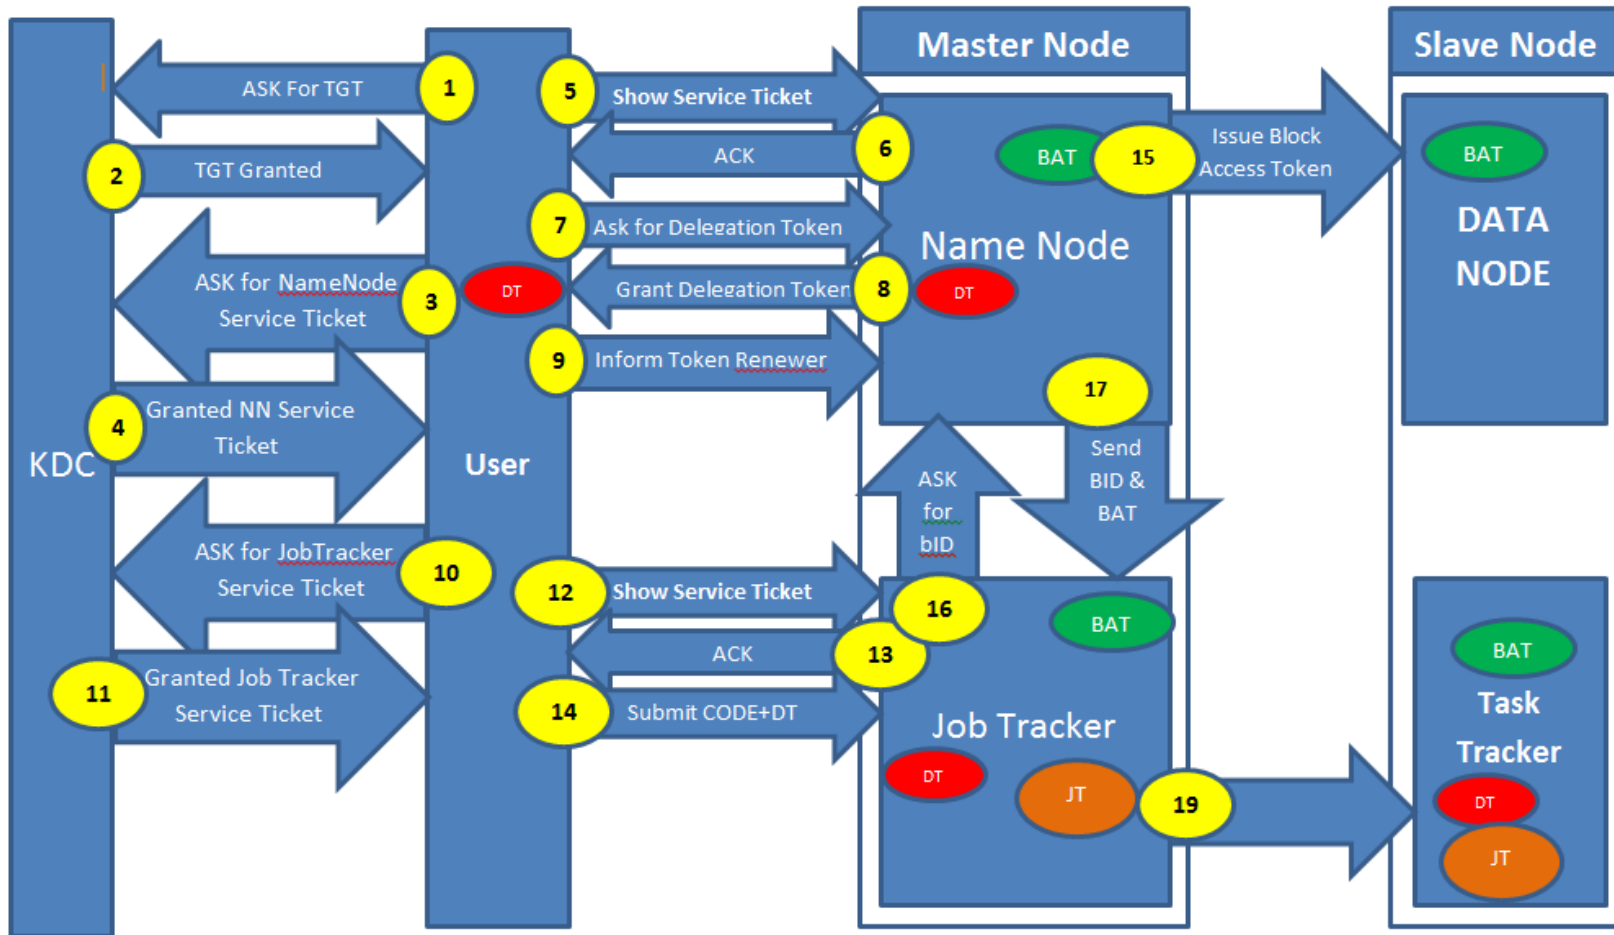 Master Node
Slave Node
1
ASK For TGT
5
Show Service Ticket
6
ACK
BAT
15
Issue Block
Access Token
BAT
DATA
NODE
2
TGT Granted
7
Ask for Delegation Token
Name Node
ASK for NameNode
Service Ticket
3
DT
Grant Delegation Token
8
DT
9
Inform Token Renewer
17
Send
BID &
BAT
4
Granted NN Service
Ticket
KDC
User
ASK
for
bID
ASK for JobTracker
Service Ticket
10
12
Show Service Ticket
16
BAT
ACK
13
BAT
Task
Tracker
11
Granted Job Tracker
Service Ticket
14
Submit CODE+DT
Job Tracker
DT
JT
19
DT
JT